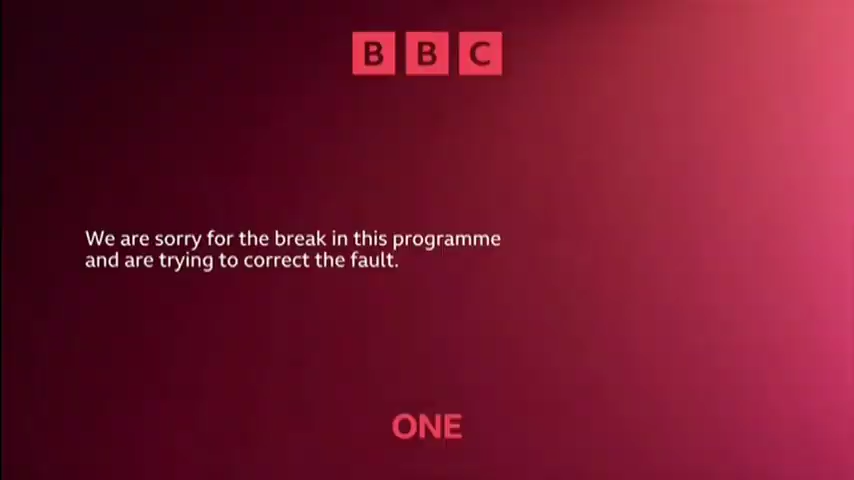 BBC
We are sorry for the break in this programme
and are trying to correct the fault.
ONE